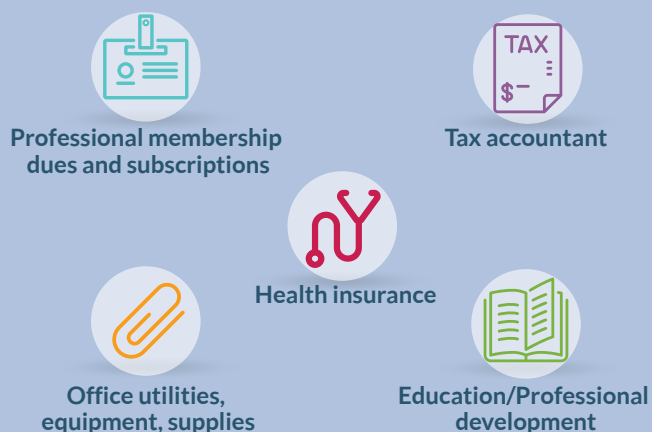 TAX
$
Professional membership
dues and subscriptions
Tax accountant
Health insurance
Office utilities,
equipment, supplies
Education/Professional
development